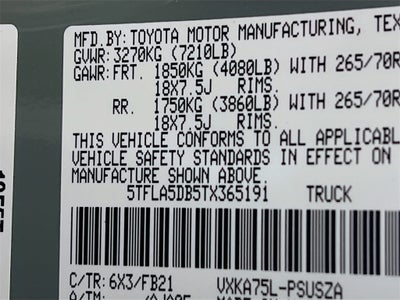 MFD.BY: TOYOTA MOTOR MANUFACTURING, TEX
GVWR: 3270KG (7210LB)
GAWR: FRT. 1850KG (4080LB) WITH 265/70R
18X7.5J RIMS.
RR. 1750KG (3860LB) WITH 265/70R
18X7.5J RIMS.
THIS VEHICLE CONFORMS TO ALL APPLICABL
VEHICLE SAFETY STANDARDS IN EFFECT ON
MANUFACTURE SHOWN ABOVE.
5TFLA5DB5TX365191 TRUCK
C/TR: 6X3/FB21 VXKA75L-PSUSZA